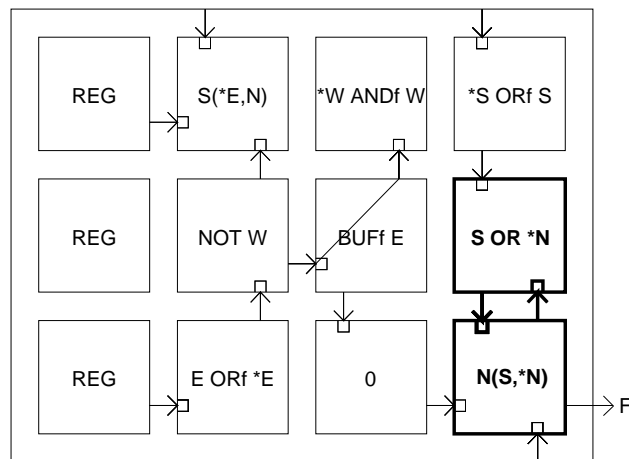 REG
S(*E,N)
*W ANDf W
*S ORf S
REG
NOT W
BUFf E
S OR *N
REG
E ORf *E
0
N(S,*N)
F